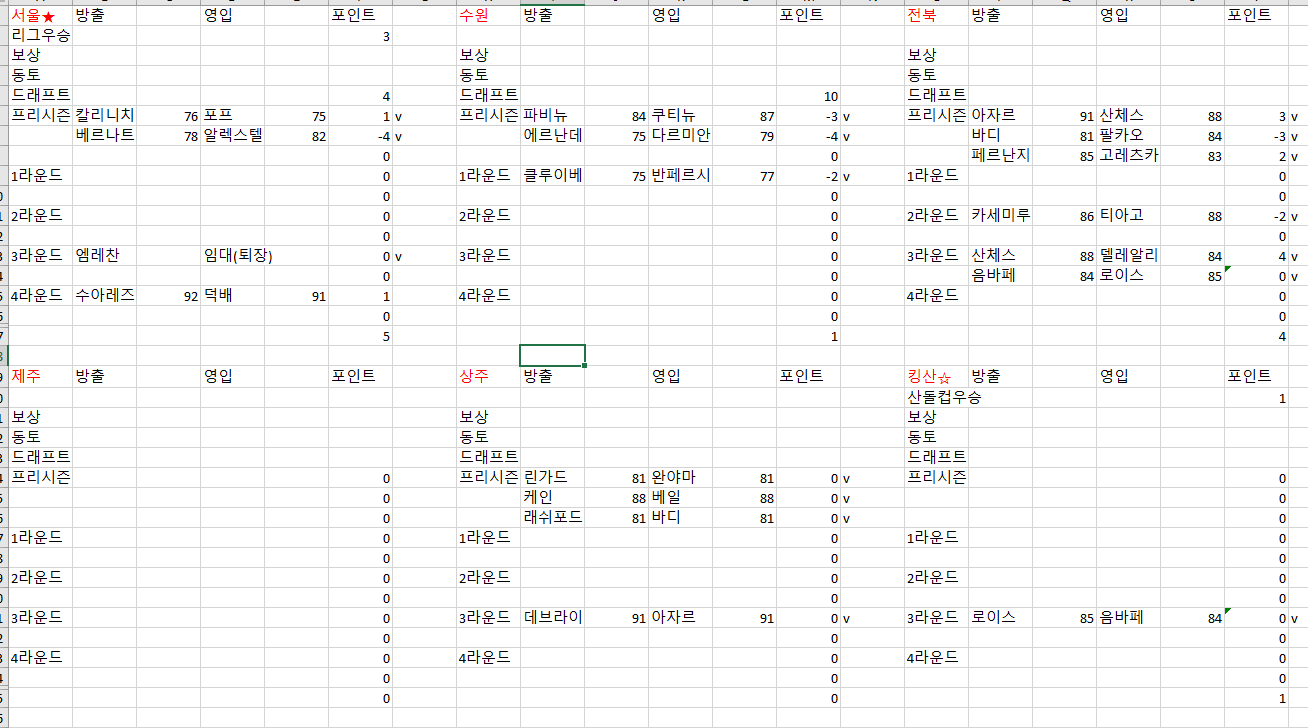 서울★ 방출 영입 포인트 수원 방출 영입 포인트 전북 방출 영입 포인트
리그우승 3
보상 보상 보상
동토 동토 동토
드래프트 4 드래프트 10 드래프트
프리시즌 칼리니치 76 포프 75 1 v 프리시즌 파비뉴 84 쿠티뉴 87 -3 v 프리시즌 아자르 91 산체스 88 3 v
베르나트 78 알렉스텔 82 -4 v 에르난데 75 다르미안 79 -4 v 바디 81 팔카오 84 -3 v
0 0 페르난지 85 고레츠카 83 2 v
1라운드 0 1라운드 클루이베 75 반페르시 77 -2 v 1라운드 0
0 0 0
2라운드 0 2라운드 0 2라운드 카세미루 86 티아고 88 -2 v
0 0 0
3라운드 엠레찬 임대(퇴장) 0 v 3라운드 0 3라운드 산체스 88 델레알리 84 4 v
0 0 음바페 84 로이스 85 0 v
4라운드 수아레즈 92 덕배 91 1 4라운드 0 4라운드 0
0 0 0
5 1 4
제주 방출 영입 포인트 상주 방출 영입 포인트 킹산☆ 방출 영입 포인트
산돌컵우승 1
보상 보상 보상
동토 동토 동토
드래프트 드래프트 드래프트
프리시즌 0 프리시즌 린가드 81 완야마 81 0 v 프리시즌 0
0 케인 88 베일 88 0 v 0
0 래쉬포드 81 바디 81 0 v 0
1라운드 0 1라운드 0 1라운드 0
0 0 0
2라운드 0 2라운드 0 2라운드 0
0 0 0
3라운드 0 3라운드 데브라이 91 아자르 91 0 v 3라운드 로이스 85 음바페 84 0 v
0 0 0
4라운드 0 4라운드 0 4라운드 0
0 0 0
0 0 1